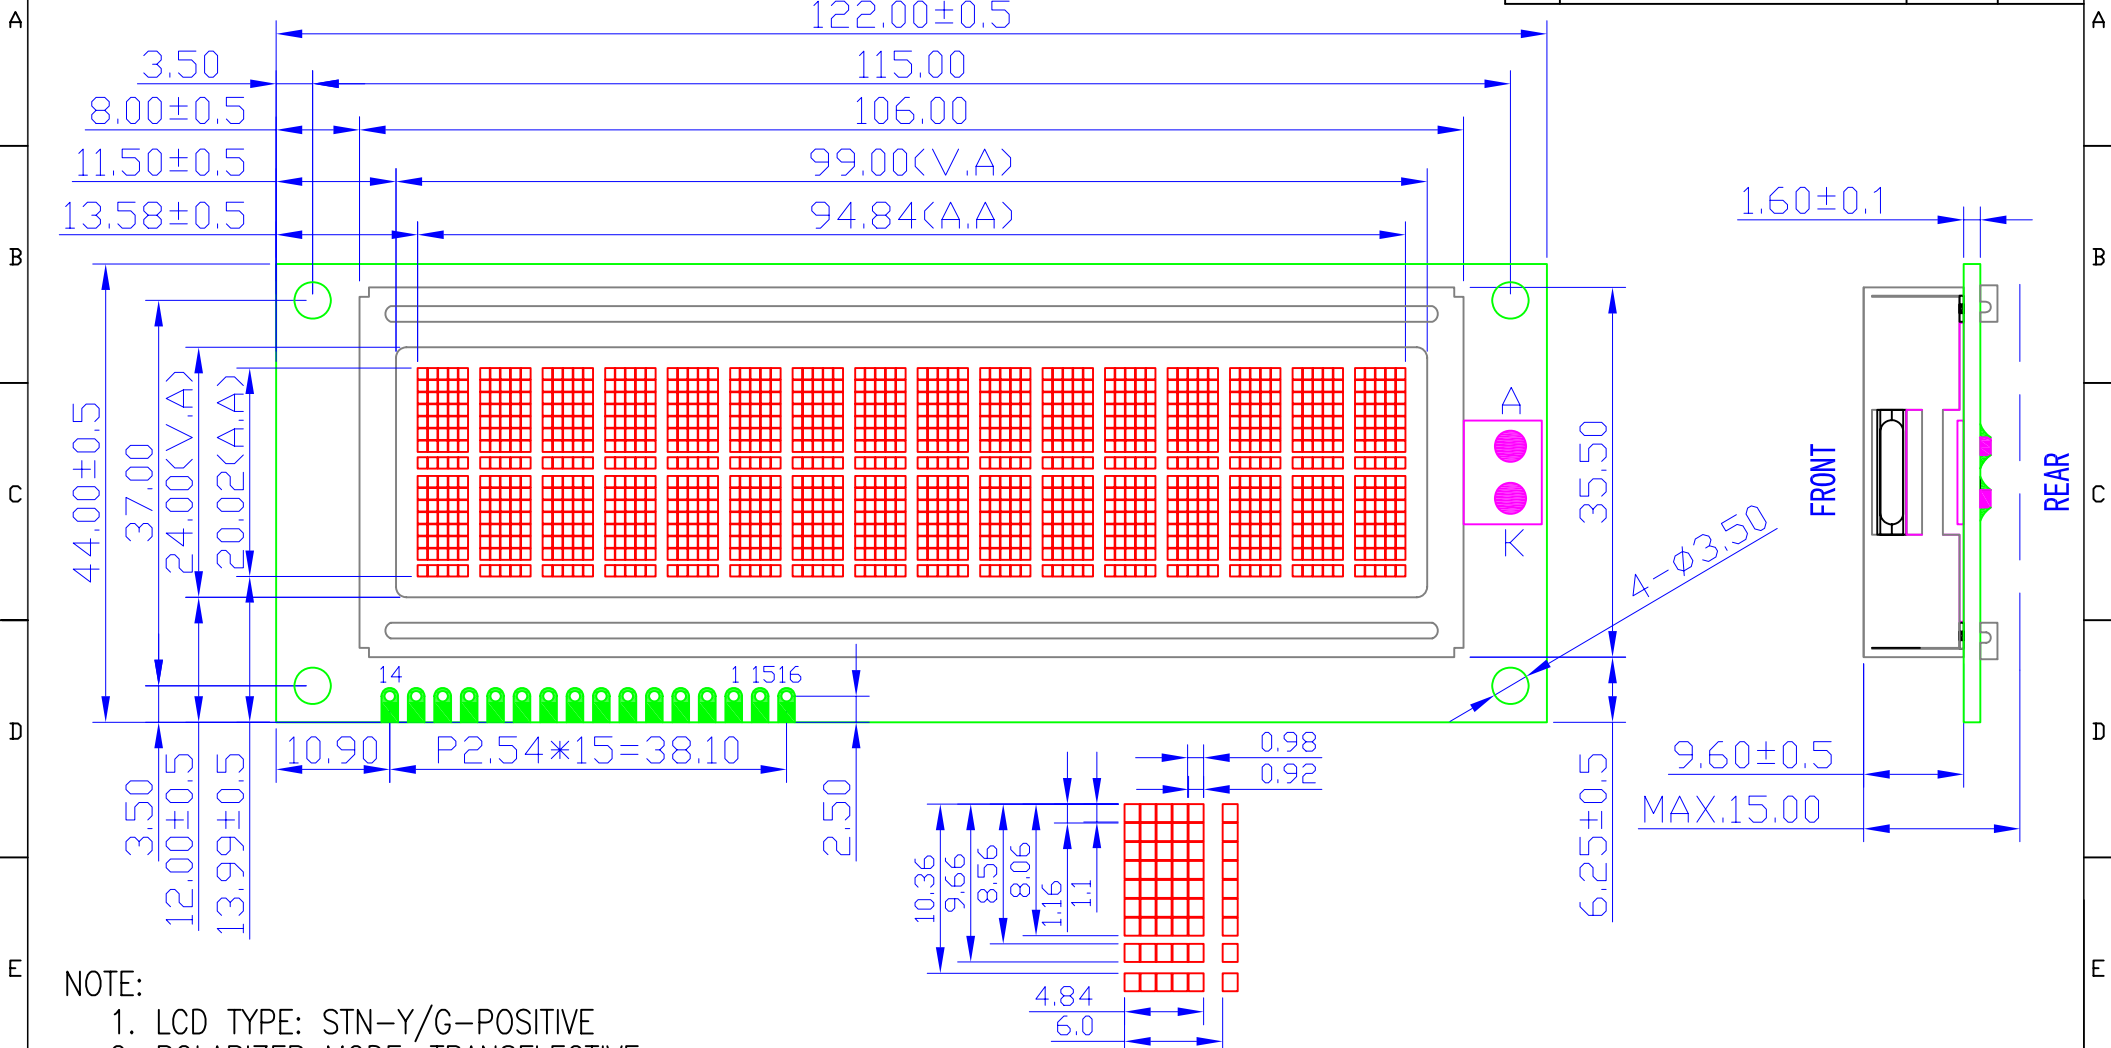 A
A
122.00±0.5
3.50
115.00
8.00±0.5
106.00
11.50±0.5
99.00(V.A)
13.58±0.5
94.84(A.A)
1.60±0.1
B
B
44.00±0.5
37.00
24.00(V.A)
20.02(A.A)
A
K
35.50
4-Ø3.50
FRONT
REAR
C
C
14
1 1516
D
D
10.90
P2.54*15=38.10
3.50
12.00±0.5
13.99±0.5
2.50
0.98
0.92
6.25±0.5
9.60±0.5
MAX.15.00
10.36
9.66
8.56
8.06
1.16
1.1
4.84
6.0
E
E
NOTE:
1. LCD TYPE: STN-Y/G-POSITIVE